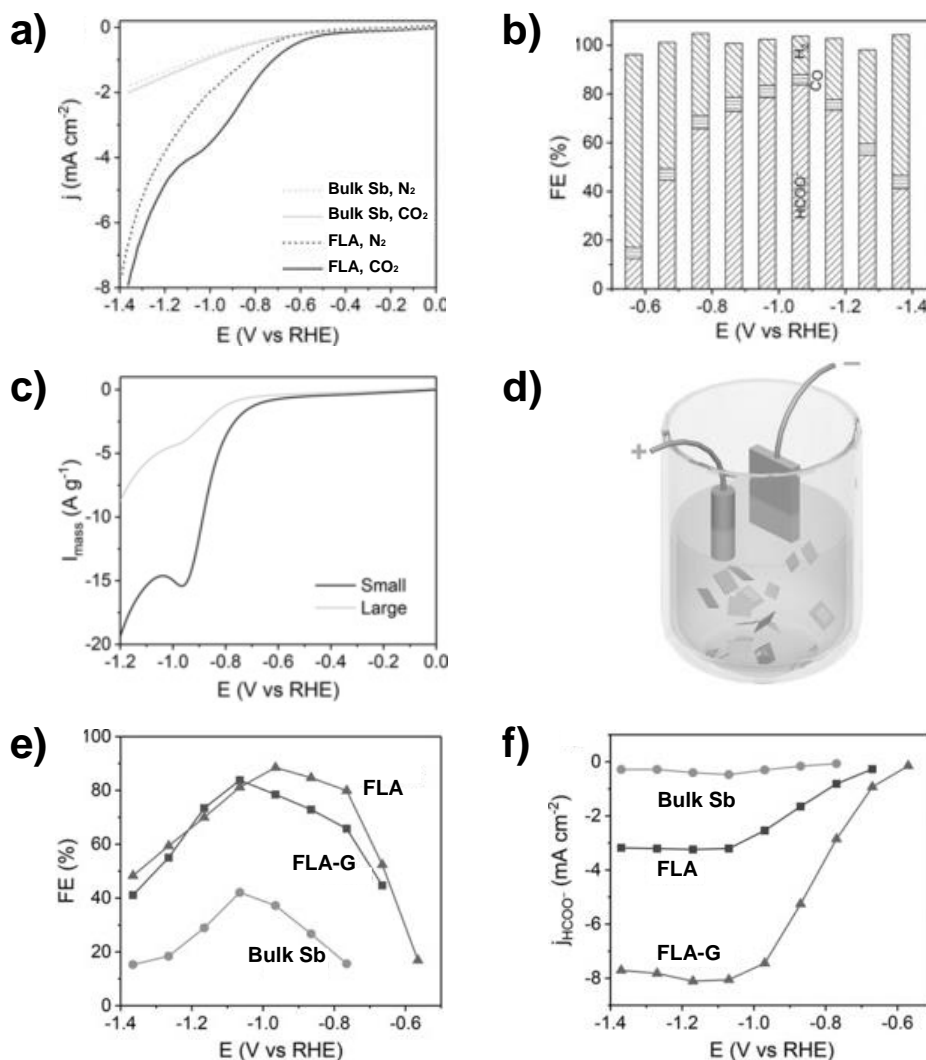 a)
0
-2
-4
-6
-8
j (mA cm⁻²)
Bulk Sb, N₂
Bulk Sb, CO₂
FLA, N₂
FLA, CO₂
-1.4 -1.2 -1.0 -0.8 -0.6 -0.4 -0.2 0.0
E (V vs RHE)
b)
100
80
60
40
20
0
FE (%)
H₂
CO
HCOO⁻
-0.6 -0.8 -1.0 -1.2 -1.4
E (V vs RHE)
c)
0
-5
-10
-15
-20
I_mass (A g⁻¹)
Small
Large
-1.2 -1.0 -0.8 -0.6 -0.4 -0.2 0.0
E (V vs RHE)
d)
+
−
e)
100
80
60
40
20
0
FE (%)
FLA
FLA-G
Bulk Sb
-1.4 -1.2 -1.0 -0.8 -0.6
E (V vs RHE)
f)
0
-2
-4
-6
-8
j_HCOO⁻ (mA cm⁻²)
Bulk Sb
FLA
FLA-G
-1.4 -1.2 -1.0 -0.8 -0.6
E (V vs RHE)